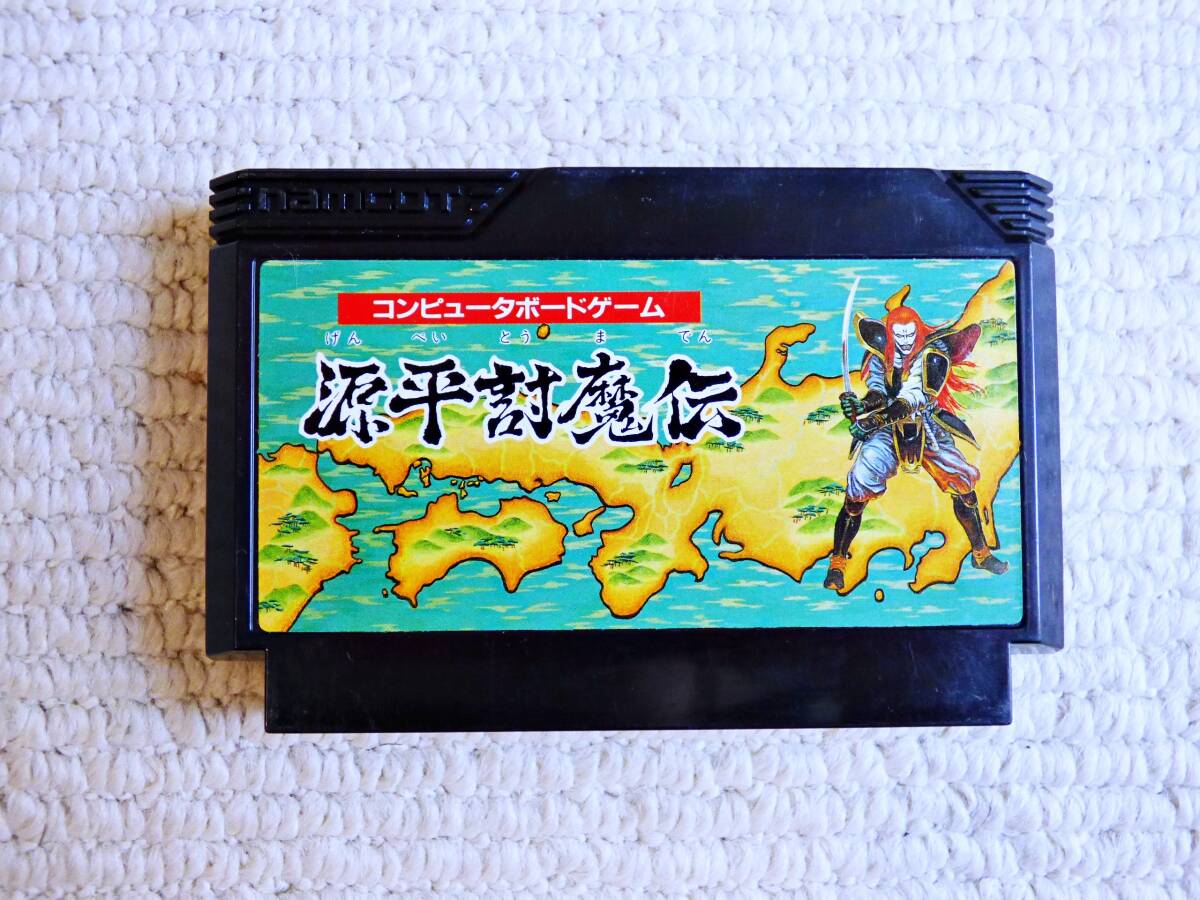 namcot
コンピュータボードゲーム
げん ぺい とう ま でん
源平討魔伝